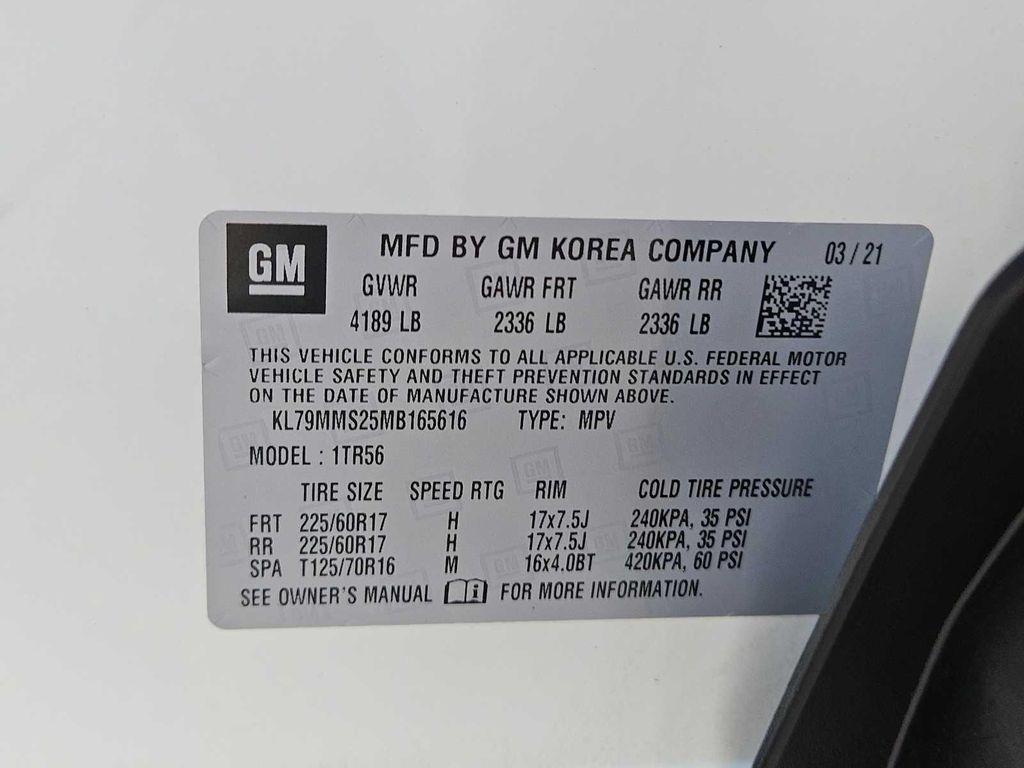 GM
MFD BY GM KOREA COMPANY 03 / 21
GVWR GAWR FRT GAWR RR
4189 LB 2336 LB 2336 LB
THIS VEHICLE CONFORMS TO ALL APPLICABLE U.S. FEDERAL MOTOR
VEHICLE SAFETY AND THEFT PREVENTION STANDARDS IN EFFECT
ON THE DATE OF MANUFACTURE SHOWN ABOVE.
KL79MMS25MB165616 TYPE: MPV
MODEL : 1TR56
TIRE SIZE SPEED RTG RIM COLD TIRE PRESSURE
FRT 225/60R17 H 17x7.5J 240KPA, 35 PSI
RR 225/60R17 H 17x7.5J 240KPA, 35 PSI
SPA T125/70R16 M 16x4.0BT 420KPA, 60 PSI
SEE OWNER'S MANUAL i FOR MORE INFORMATION.